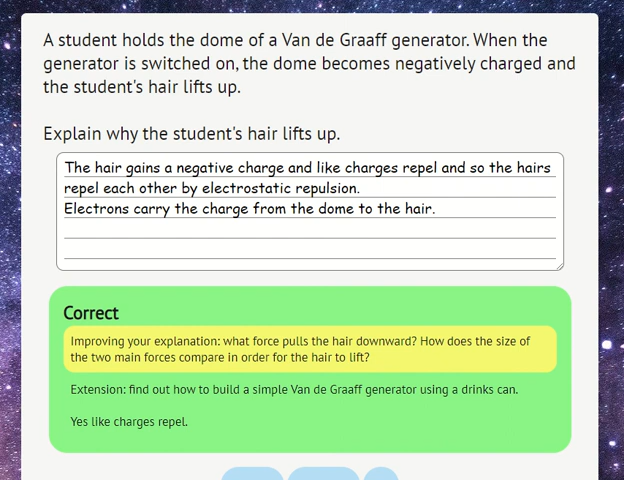 A student holds the dome of a Van de Graaff generator. When the
generator is switched on, the dome becomes negatively charged and
the student's hair lifts up.
Explain why the student's hair lifts up.
The hair gains a negative charge and like charges repel and so the hairs
repel each other by electrostatic repulsion.
Electrons carry the charge from the dome to the hair.
Correct
Improving your explanation: what force pulls the hair downward? How does the size of
the two main forces compare in order for the hair to lift?
Extension: find out how to build a simple Van de Graaff generator using a drinks can.
Yes like charges repel.